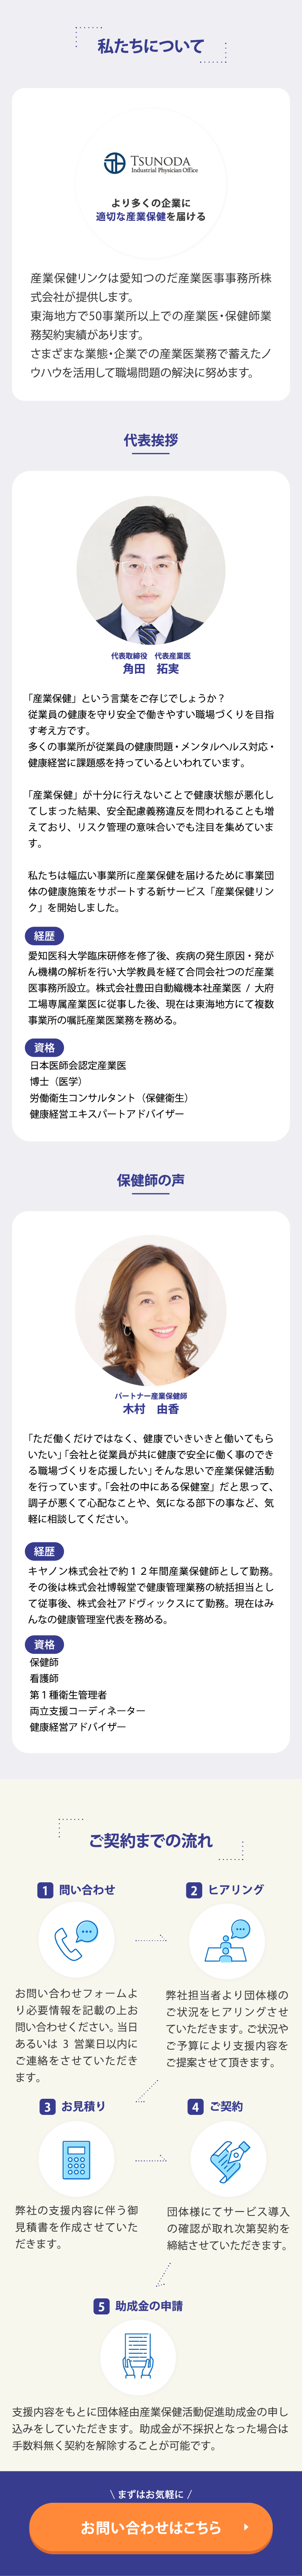 私たちについて
TSUNODA
Industrial Physician Office
より多くの企業に
適切な産業保健を届ける
産業保健リンクは愛知つのだ産業医事務所株
式会社が提供します。
東海地方で50事業所以上での産業医・保健師業
務契約実績があります。
さまざまな業態・企業での産業医業務で蓄えたノ
ウハウを活用して職場問題の解決に努めます。
代表挨拶
代表取締役　代表産業医
角田　拓実
「産業保健」という言葉をご存じでしょうか？
従業員の健康を守り安全で働きやすい職場づくりを目指
す考え方です。
多くの事業所が従業員の健康問題・メンタルヘルス対応・
健康経営に課題感を持っているといわれています。
「産業保健」が十分に行えないことで健康状態が悪化し
てしまった結果、安全配慮義務違反を問われることも増
えており、リスク管理の意味合いでも注目を集めていま
す。
私たちは幅広い事業所に産業保健を届けるために事業団
体の健康施策をサポートする新サービス「産業保健リン
ク」を開始しました。
経歴
愛知医科大学臨床研修を修了後、疾病の発生原因・発が
ん機構の解析を行い大学教員を経て合同会社つのだ産業
医事務所設立。株式会社豊田自動織機本社産業医 / 大府
工場専属産業医に従事した後、現在は東海地方にて複数
事業所の嘱託産業医業務を務める。
資格
日本医師会認定産業医
博士（医学）
労働衛生コンサルタント（保健衛生）
健康経営エキスパートアドバイザー
保健師の声
パートナー産業保健師
木村　由香
「ただ働くだけではなく、健康でいきいきと働いてもら
いたい」「会社と従業員が共に健康で安全に働く事のでき
る職場づくりを応援したい」そんな思いで産業保健活動
を行っています。「会社の中にある保健室」だと思って、
調子が悪くて心配なことや、気になる部下の事など、気
軽に相談してください。
経歴
キヤノン株式会社で約１２年間産業保健師として勤務。
その後は株式会社博報堂で健康管理業務の統括担当とし
て従事後、株式会社アドヴィックスにて勤務。現在はみ
んなの健康管理室代表を務める。
資格
保健師
看護師
第１種衛生管理者
両立支援コーディネーター
健康経営アドバイザー
ご契約までの流れ
1 問い合わせ
お問い合わせフォームよ
り必要情報を記載の上お
問い合わせください。当日
あるいは 3 営業日以内に
ご連絡をさせていただき
ます。
2 ヒアリング
弊社担当者より団体様の
ご状況をヒアリングさせ
ていただきます。ご状況や
ご予算により支援内容を
ご提案させて頂きます。
3 お見積り
弊社の支援内容に伴う御
見積書を作成させていた
だきます。
4 ご契約
団体様にてサービス導入
の確認が取れ次第契約を
締結させていただきます。
5 助成金の申請
支援内容をもとに団体経由産業保健活動促進助成金の申し
込みをしていただきます。助成金が不採択となった場合は
手数料無く契約を解除することが可能です。
\ まずはお気軽に /
お問い合わせはこちら